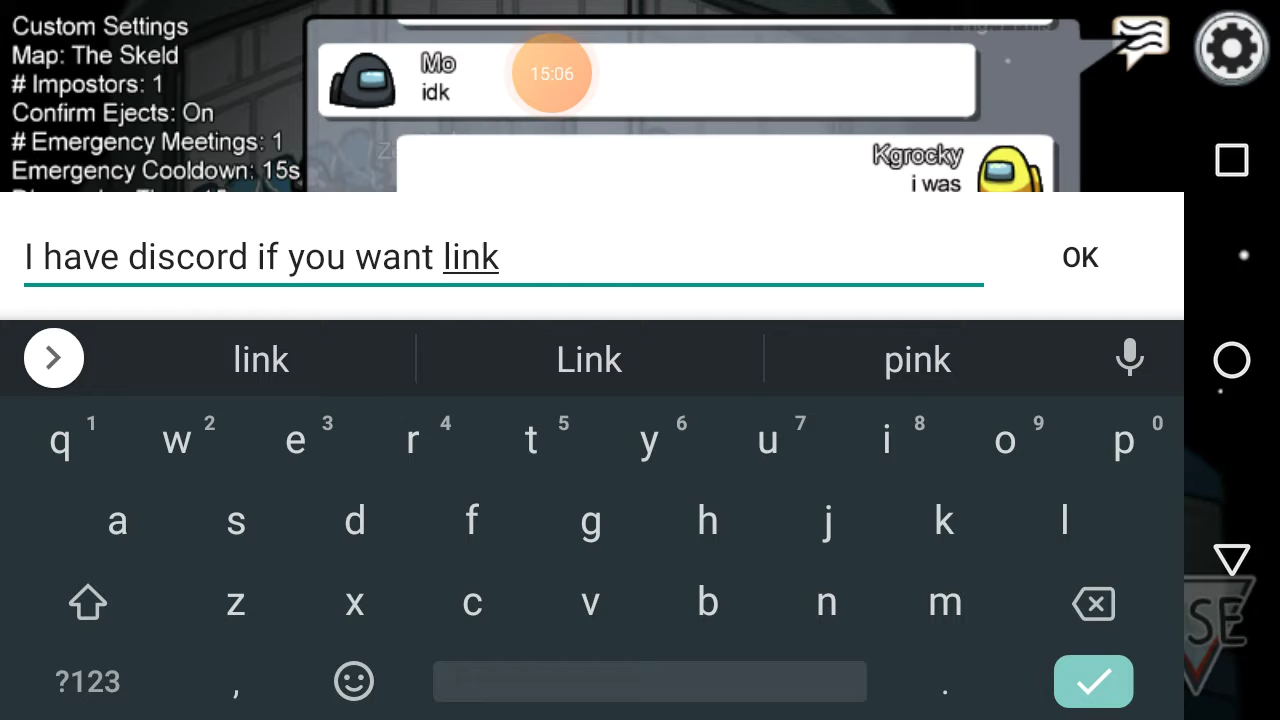 Custom Settings
Map: The Skeld
# Impostors: 1
Confirm Ejects: On
# Emergency Meetings: 1
Emergency Cooldown: 15s
Mo
idk
15:06
Kgrocky
i was
I have discord if you want link
OK
link Link pink
q 1 w 2 e 3 r 4 t 5 y 6 u 7 i 8 o 9 p 0
a s d f g h j k l
z x c v b n m
?123 , .
SE